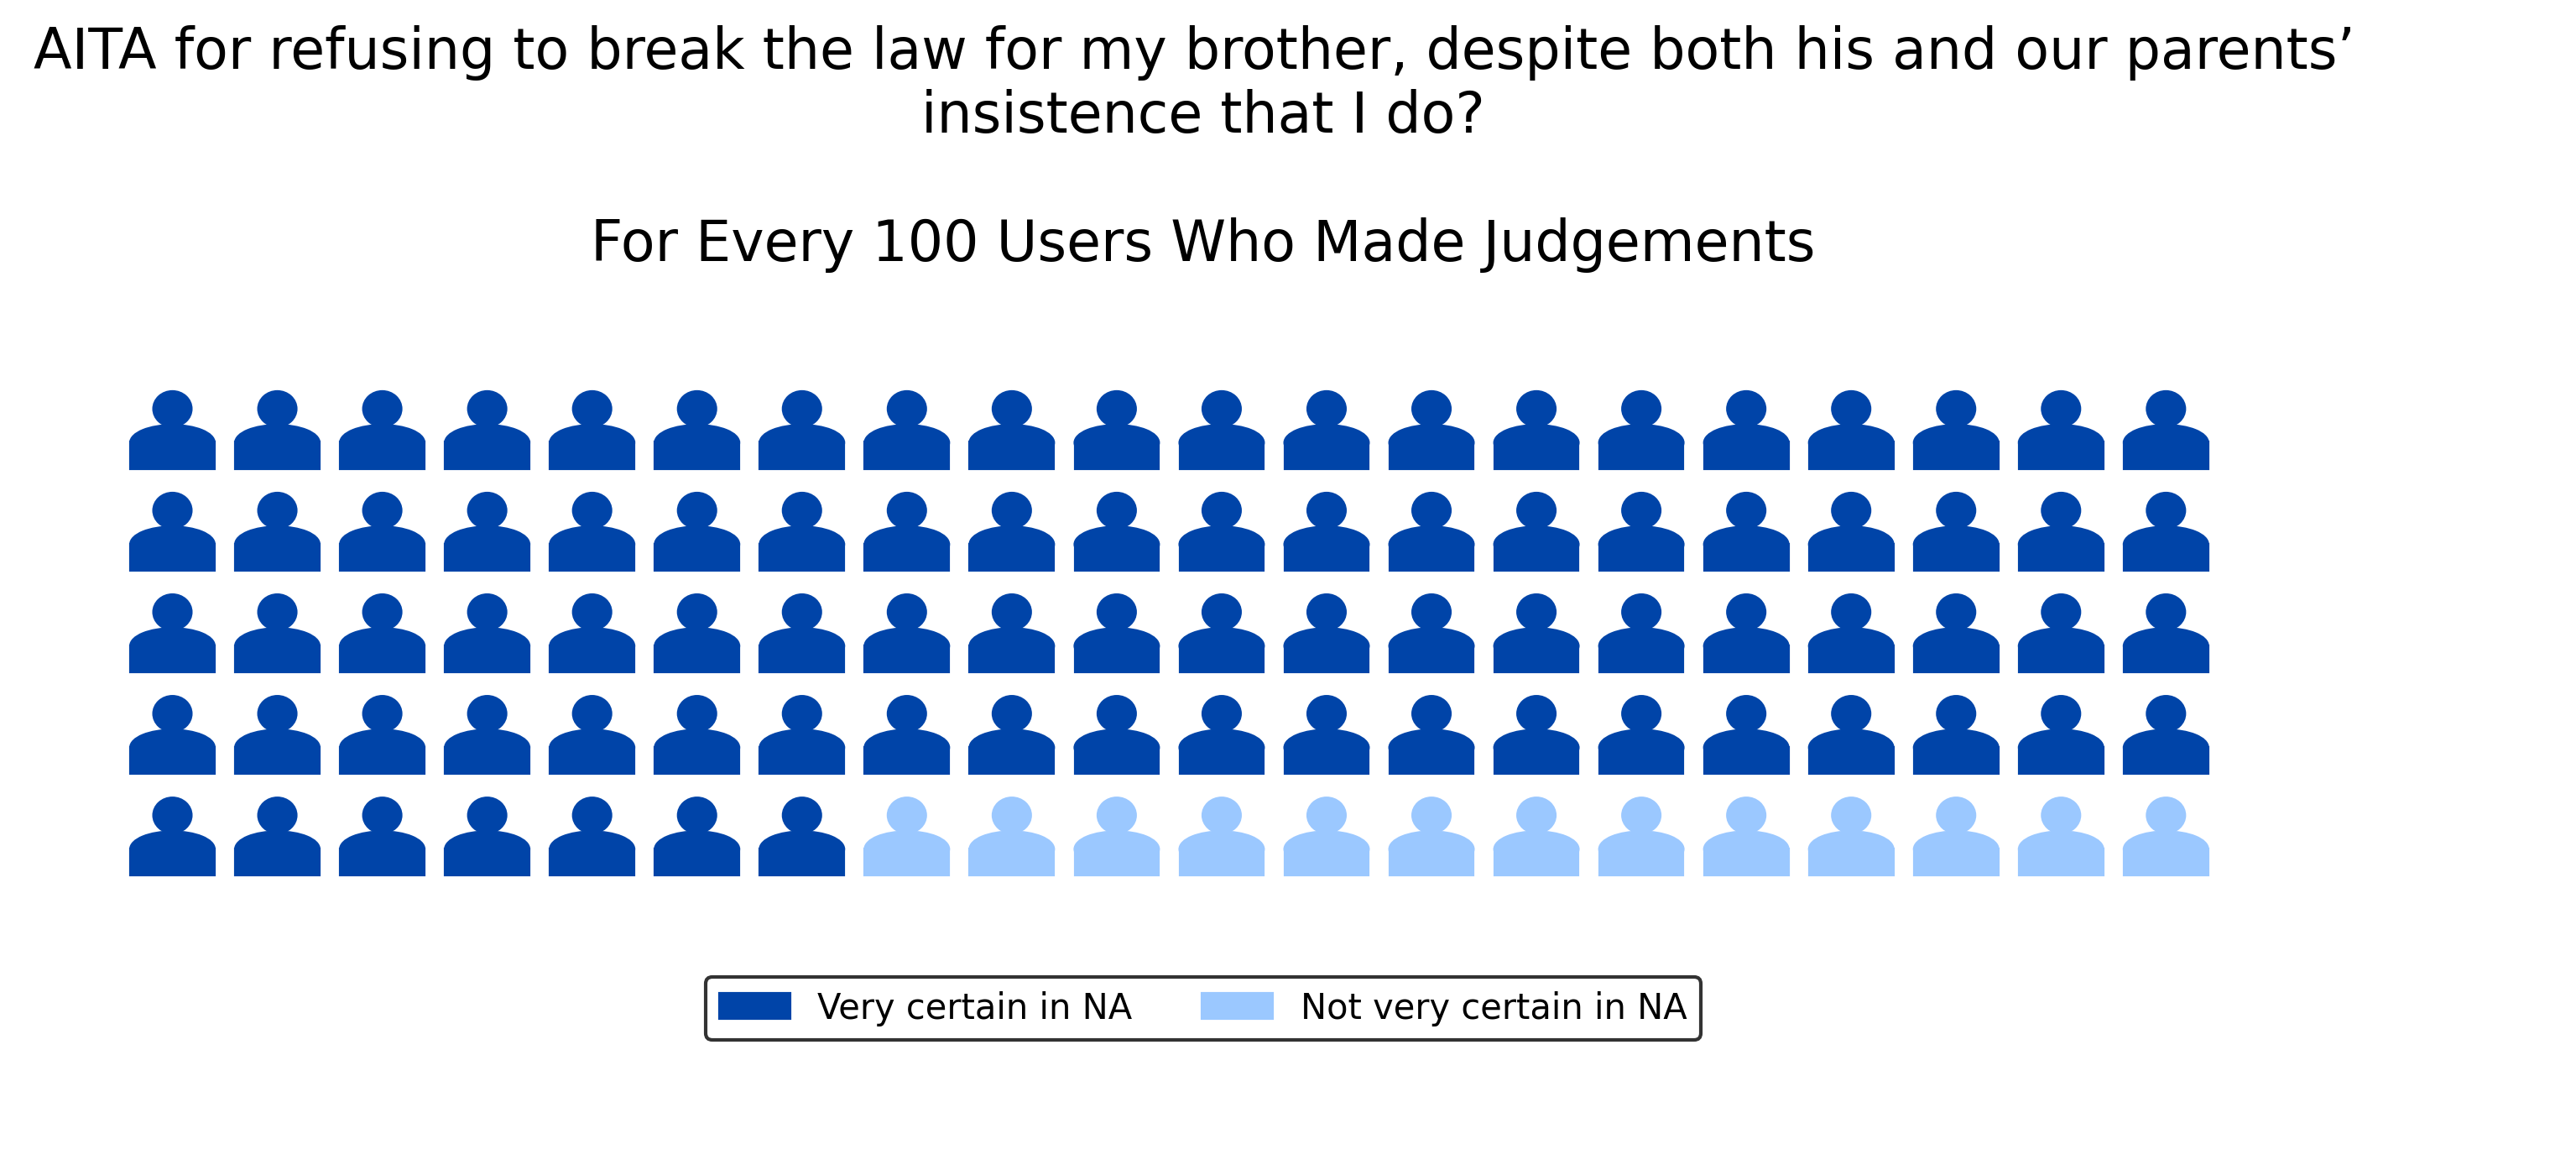 AITA for refusing to break the law for my brother, despite both his and our parents’
insistence that I do?
For Every 100 Users Who Made Judgements
Very certain in NA
Not very certain in NA